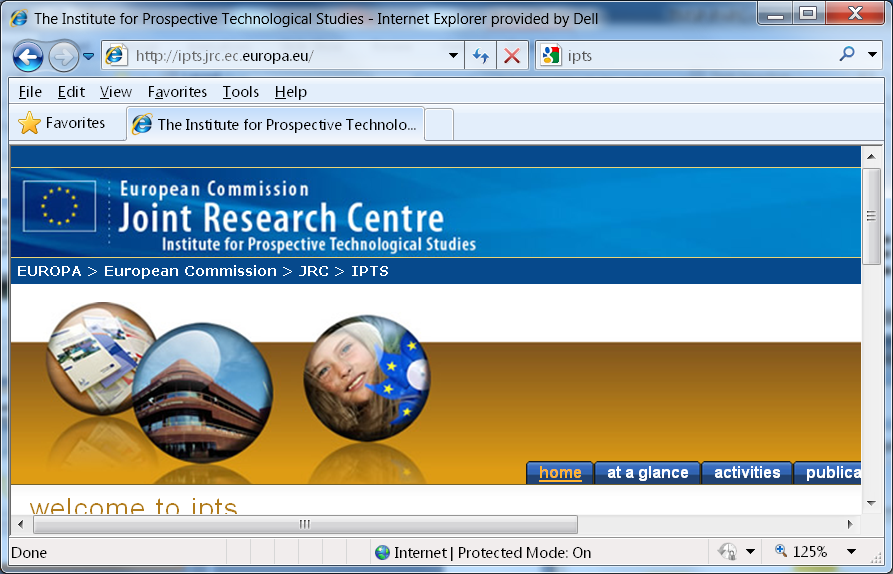 The Institute for Prospective Technological Studies - Internet Explorer provided by Dell
http://ipts.jrc.ec.europa.eu/
ipts
File Edit View Favorites Tools Help
Favorites
The Institute for Prospective Technolo...
European Commission
Joint Research Centre
Institute for Prospective Technological Studies
EUROPA > European Commission > JRC > IPTS
home at a glance activities publica
welcome to ipts
Done
Internet | Protected Mode: On
125%